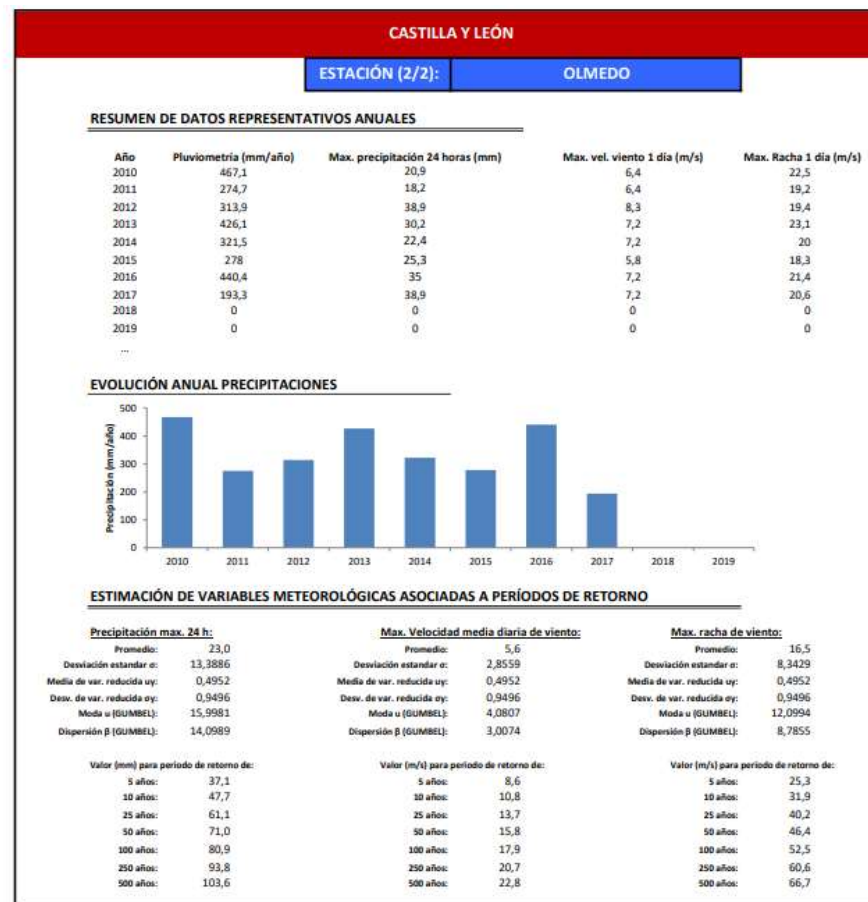 CASTILLA Y LEÓN
ESTACIÓN (2/2): OLMEDO
RESUMEN DE DATOS REPRESENTATIVOS ANUALES
Año Pluviometría (mm/año) Max. precipitación 24 horas (mm) Max. vel. viento 1 día (m/s) Max. Racha 1 día (m/s)
2010 467,1 20,9 6,4 22,5
2011 274,7 18,2 6,4 19,2
2012 313,9 38,9 8,3 19,4
2013 426,1 30,2 7,2 23,1
2014 321,5 22,4 7,2 20
2015 278 25,3 5,8 18,3
2016 440,4 35 7,2 21,4
2017 193,3 38,9 7,2 20,6
2018 0 0 0 0
2019 0 0 0 0
...
EVOLUCIÓN ANUAL PRECIPITACIONES
Precipitación (mm/año)
500
400
300
200
100
0
2010 2011 2012 2013 2014 2015 2016 2017 2018 2019
ESTIMACIÓN DE VARIABLES METEOROLÓGICAS ASOCIADAS A PERÍODOS DE RETORNO
Precipitación max. 24 h: Max. Velocidad media diaria de viento: Max. racha de viento:
Promedio: 23,0 Promedio: 5,6 Promedio: 16,5
Desviación estandar σ: 13,3886 Desviación estandar σ: 2,8559 Desviación estandar σ: 8,3429
Media de var. reducida uy: 0,4952 Media de var. reducida uy: 0,4952 Media de var. reducida uy: 0,4952
Desv. de var. reducida σy: 0,9496 Desv. de var. reducida σy: 0,9496 Desv. de var. reducida σy: 0,9496
Moda u (GUMBEL): 15,9981 Moda u (GUMBEL): 4,0807 Moda u (GUMBEL): 12,0994
Dispersión β (GUMBEL): 14,0989 Dispersión β (GUMBEL): 3,0074 Dispersión β (GUMBEL): 8,7855
Valor (mm) para periodo de retorno de: Valor (m/s) para periodo de retorno de: Valor (m/s) para periodo de retorno de:
5 años: 37,1 5 años: 8,6 5 años: 25,3
10 años: 47,7 10 años: 10,8 10 años: 31,9
25 años: 61,1 25 años: 13,7 25 años: 40,2
50 años: 71,0 50 años: 15,8 50 años: 46,4
100 años: 80,9 100 años: 17,9 100 años: 52,5
250 años: 93,8 250 años: 20,7 250 años: 60,6
500 años: 103,6 500 años: 22,8 500 años: 66,7